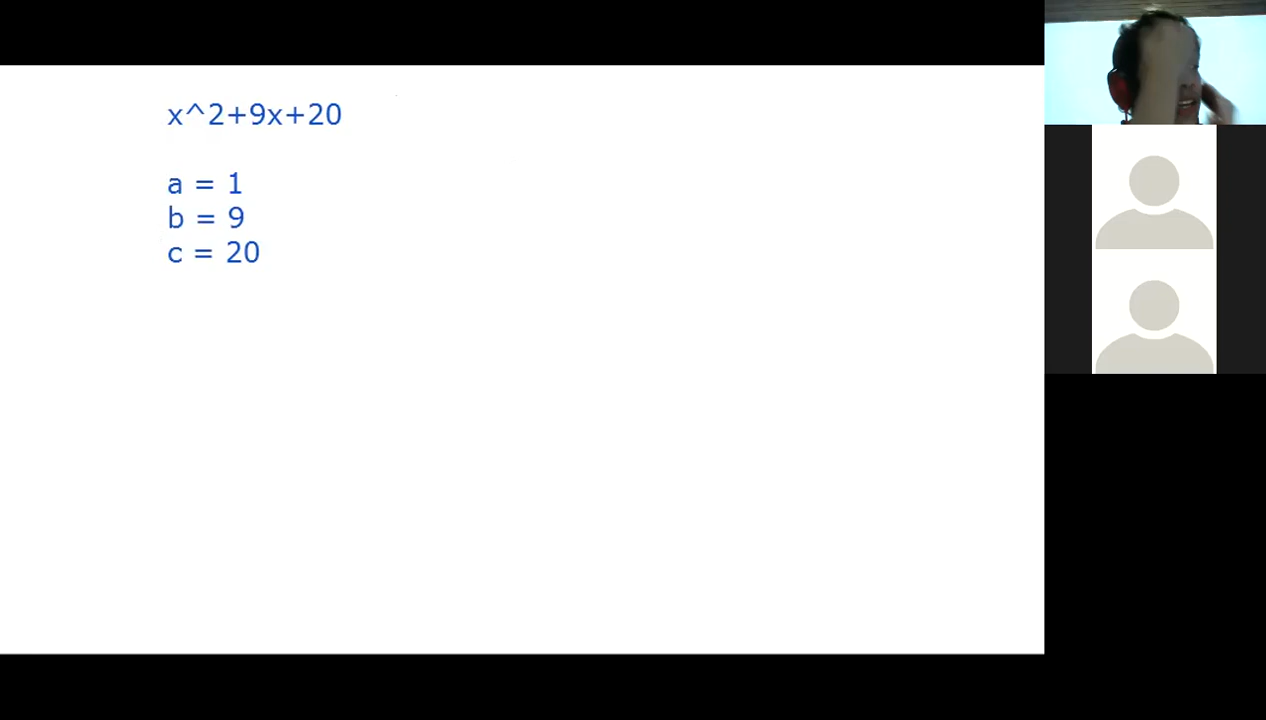 x^2+9x+20
a = 1
b = 9
c = 20